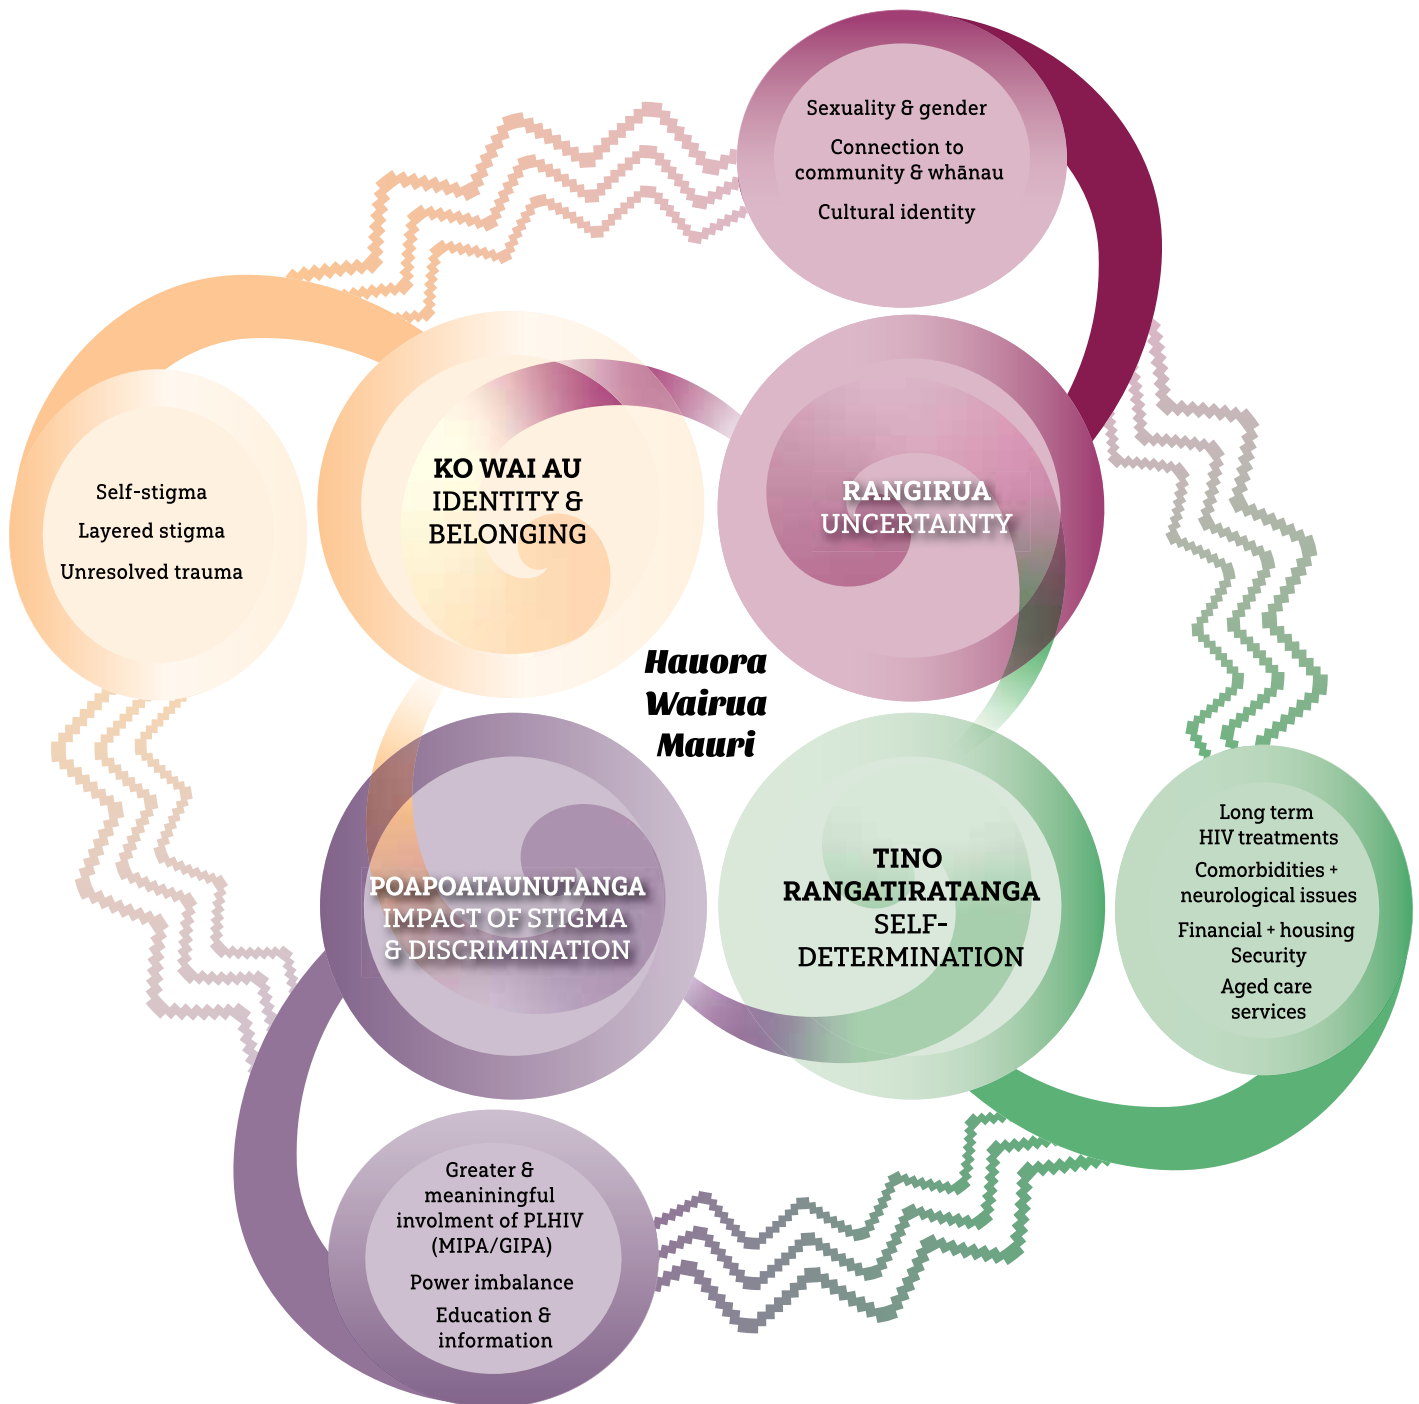 Sexuality & gender
Connection to
community & whānau
Cultural identity
Self-stigma
Layered stigma
Unresolved trauma
KO WAI AU
IDENTITY &
BELONGING
RANGIRUA
UNCERTAINTY
Hauora
Wairua
Mauri
POAPOATAUNUTANGA
IMPACT OF STIGMA
& DISCRIMINATION
TINO
RANGATIRATANGA
SELF-
DETERMINATION
Long term
HIV treatments
Comorbidities +
neurological issues
Financial + housing
Security
Aged care
services
Greater &
meaniningful
involment of PLHIV
(MIPA/GIPA)
Power imbalance
Education &
information